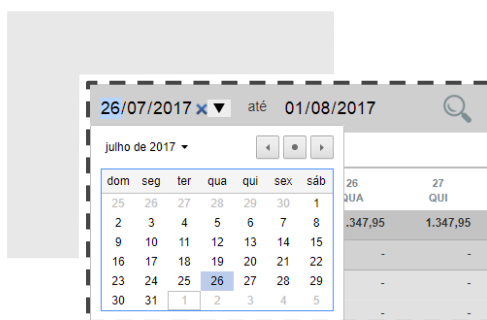 26/07/2017 até 01/08/2017
julho de 2017
dom seg ter qua qui sex sáb
25 26 27 28 29 30 1
2 3 4 5 6 7 8
9 10 11 12 13 14 15
16 17 18 19 20 21 22
23 24 25 26 27 28 29
30 31 1 2 3 4 5
26 27
QUA QUI
.347,95 1.347,95
- -
- -
- -